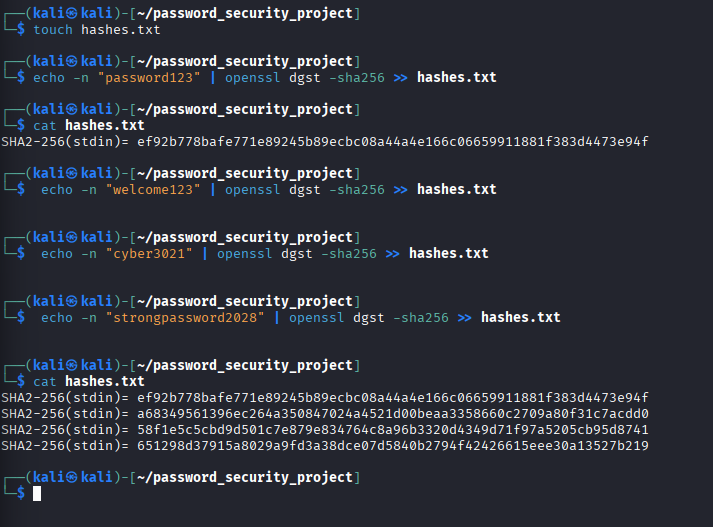 ┌──(kali㉿kali)-[~/password_security_project]
└─$ touch hashes.txt
┌──(kali㉿kali)-[~/password_security_project]
└─$ echo -n "password123" | openssl dgst -sha256 >> hashes.txt
┌──(kali㉿kali)-[~/password_security_project]
└─$ cat hashes.txt
SHA2-256(stdin)= ef92b778bafe771e89245b89ecbc08a44a4e166c06659911881f383d4473e94f
┌──(kali㉿kali)-[~/password_security_project]
└─$  echo -n "welcome123" | openssl dgst -sha256 >> hashes.txt
┌──(kali㉿kali)-[~/password_security_project]
└─$  echo -n "cyber3021" | openssl dgst -sha256 >> hashes.txt
┌──(kali㉿kali)-[~/password_security_project]
└─$  echo -n "strongpassword2028" | openssl dgst -sha256 >> hashes.txt
┌──(kali㉿kali)-[~/password_security_project]
└─$ cat hashes.txt
SHA2-256(stdin)= ef92b778bafe771e89245b89ecbc08a44a4e166c06659911881f383d4473e94f
SHA2-256(stdin)= a68349561396ec264a350847024a4521d00beaa3358660c2709a80f31c7acdd0
SHA2-256(stdin)= 58f1e5c5cbd9d501c7e879e834764c8a96b3320d4349d71f97a5205cb95d8741
SHA2-256(stdin)= 651298d37915a8029a9fd3a38dce07d5840b2794f42426615eee30a13527b219
┌──(kali㉿kali)-[~/password_security_project]
└─$